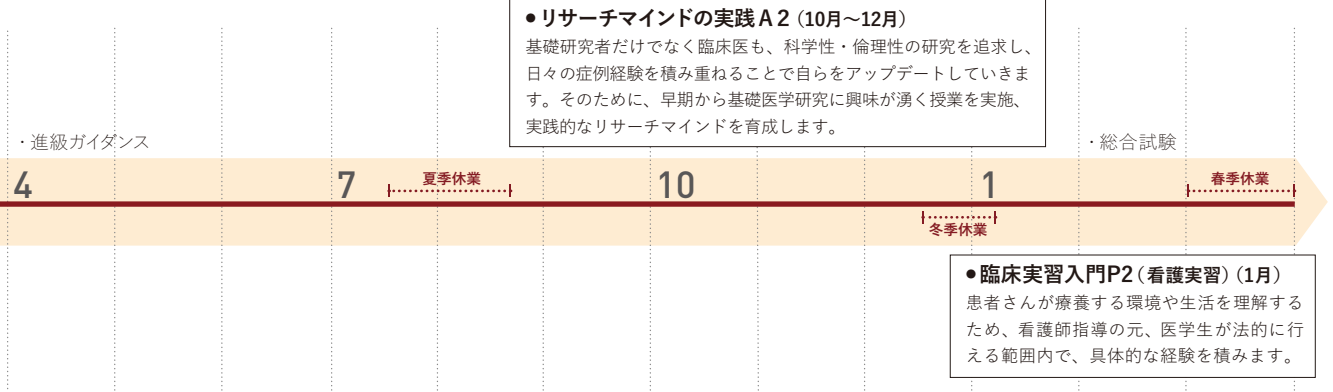 ●リサーチマインドの実践A2(10月〜12月)
基礎研究者だけでなく臨床医も、科学性・倫理性の研究を追求し、
日々の症例経験を積み重ねることで自らをアップデートしていきま
す。そのために、早期から基礎医学研究に興味が湧く授業を実施、
実践的なリサーチマインドを育成します。
・進級ガイダンス
・総合試験
4
7
夏季休業
10
1
春季休業
冬季休業
●臨床実習入門P2(看護実習)(1月)
患者さんが療養する環境や生活を理解する
ため、看護師指導の元、医学生が法的に行
える範囲内で、具体的な経験を積みます。